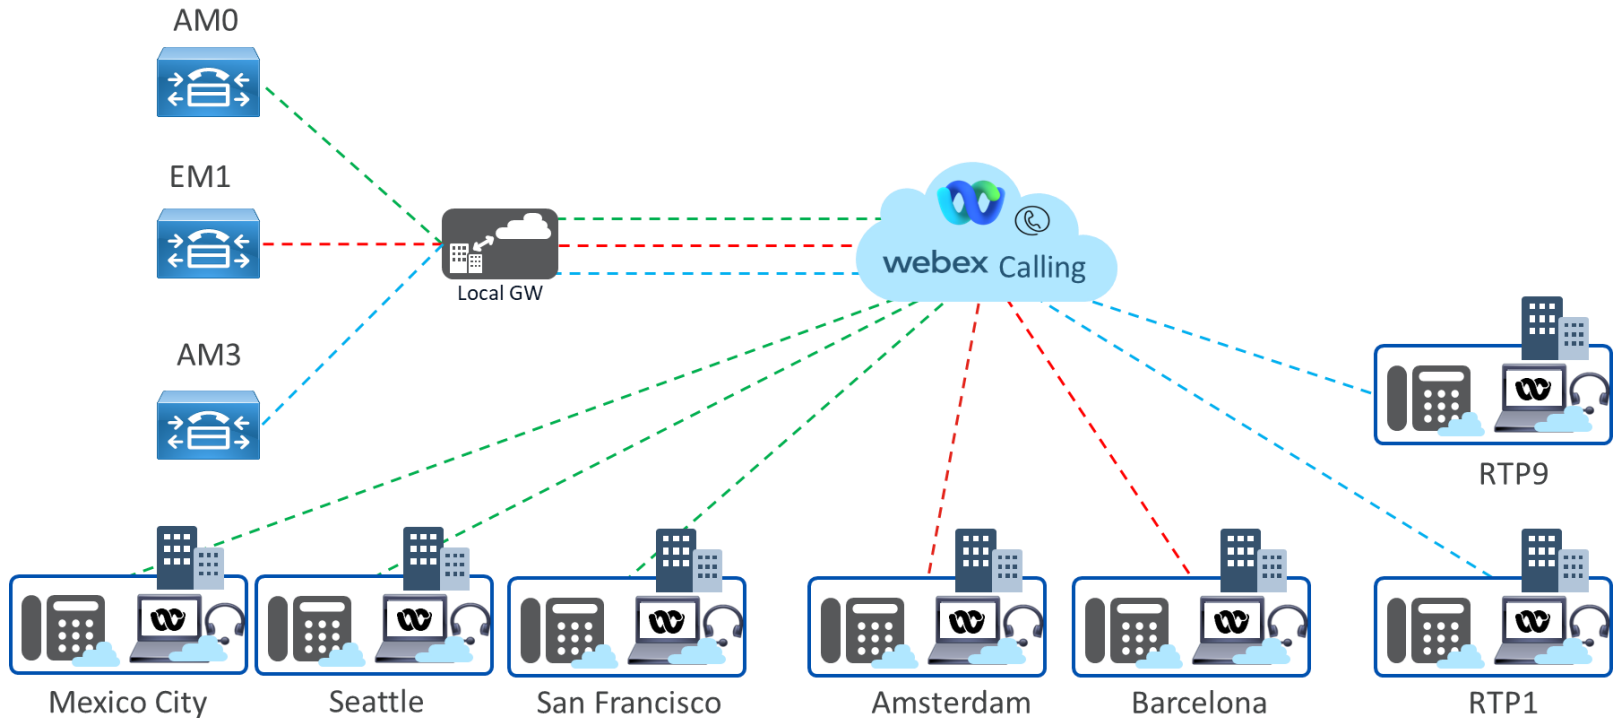 AM0
EM1
AM3
Local GW
webex Calling
RTP9
Mexico City
Seattle
San Francisco
Amsterdam
Barcelona
RTP1